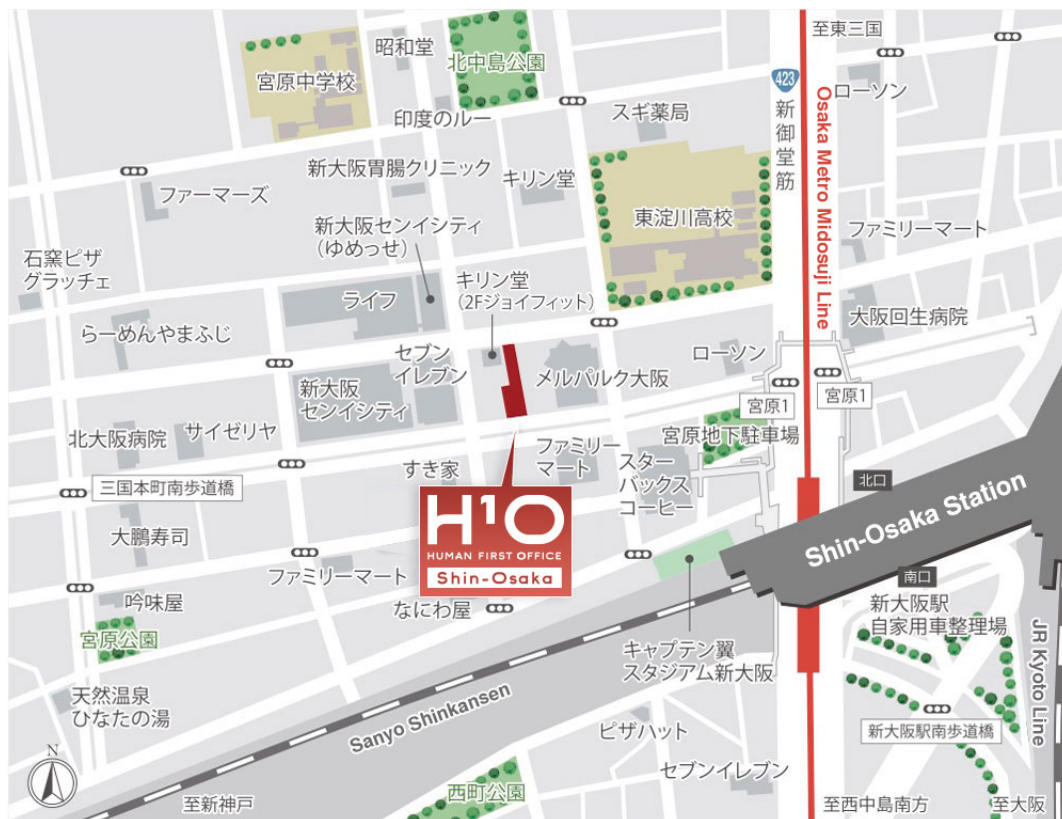 至東三国
昭和堂
北中島公園
宮原中学校
423
新御堂筋
Osaka Metro Midosuji Line
ローソン
印度のルー
スギ薬局
新大阪胃腸クリニック
キリン堂
ファーマーズ
東淀川高校
新大阪センイシティ
(ゆめっせ)
ファミリーマート
石窯ピザ
グラッチェ
キリン堂
(2Fジョイフィット)
ライフ
大阪回生病院
らーめんやまふじ
セブン
イレブン
ローソン
メルパルク大阪
新大阪
センイシティ
宮原1
宮原1
北大阪病院
サイゼリヤ
宮原地下駐車場
すき家
ファミリー
マート
スター
バックス
コーヒー
三国本町南歩道橋
北口
H¹O
HUMAN FIRST OFFICE
Shin-Osaka
Shin-Osaka Station
大鵬寿司
ファミリーマート
南口
吟味屋
なにわ屋
新大阪駅
自家用車整理場
宮原公園
キャプテン翼
スタジアム新大阪
JR Kyoto Line
天然温泉
ひなたの湯
Sanyo Shinkansen
ピザハット
新大阪駅南歩道橋
セブンイレブン
N
西町公園
至新神戸
至西中島南方
至大阪